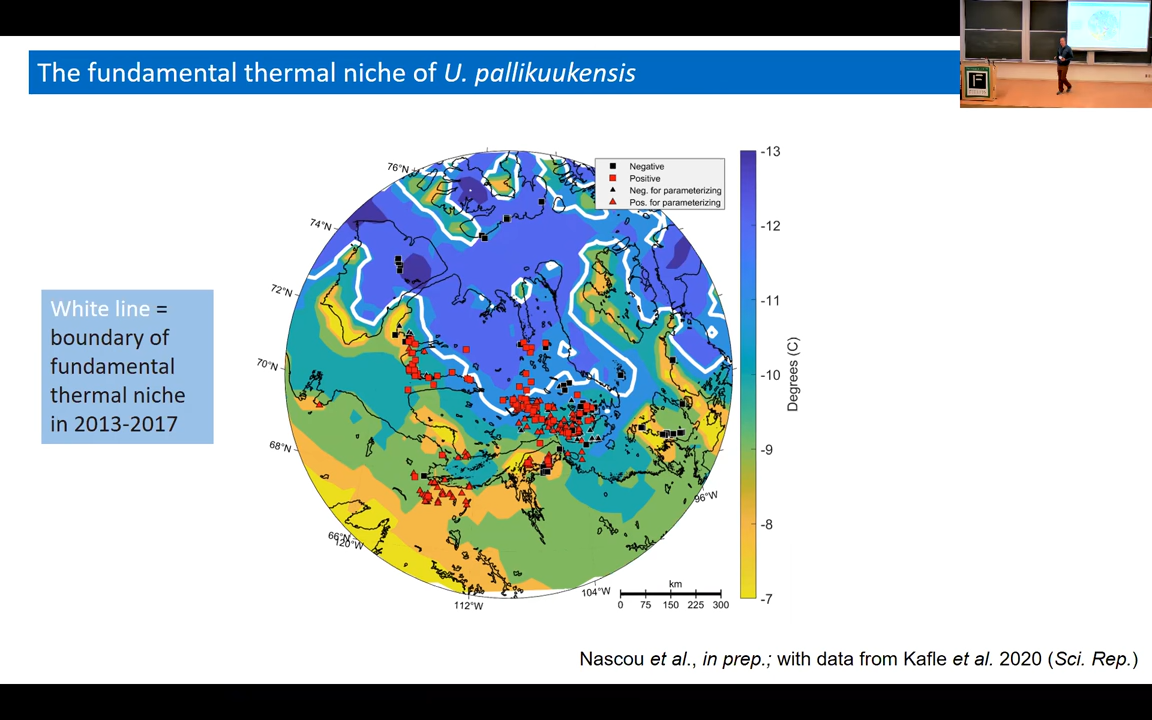 The fundamental thermal niche of U. pallikuukensis
White line =
boundary of
fundamental
thermal niche
in 2013-2017
76°N
74°N
72°N
70°N
68°N
66°N
120°W
112°W
104°W
96°W
Negative
Positive
Neg. for parameterizing
Pos. for parameterizing
-13
-12
-11
-10
-9
-8
-7
Degrees (C)
km
0 75 150 225 300
Nascou et al., in prep.; with data from Kafle et al. 2020 (Sci. Rep.)
F